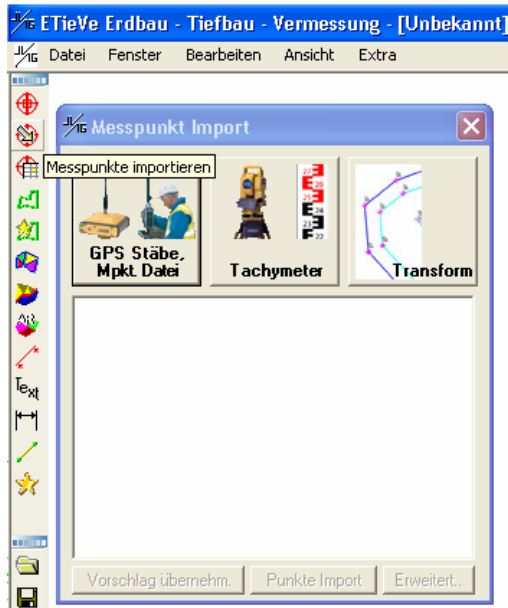 ETieVe Erdbau - Tiefbau - Vermessung - [Unbekannt]
Datei Fenster Bearbeiten Ansicht Extra
Messpunkt Import
Messpunkte importieren
GPS Stäbe,
Mpkt. Datei
Tachymeter
Transform
Text
Vorschlag übernehm.
Punkte Import
Erweitert..